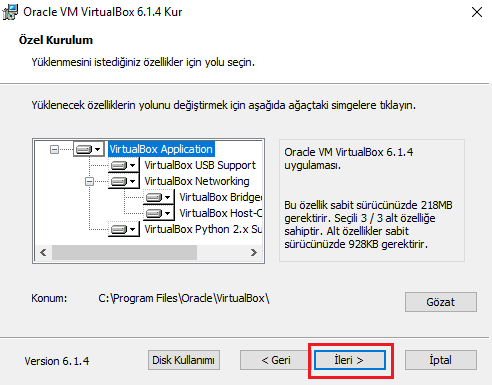 Oracle VM VirtualBox 6.1.4 Kur
Özel Kurulum
Yüklenmesini istediğiniz özellikler için yolu seçin.
Yüklenecek özelliklerin yolunu değiştirmek için aşağıda ağaçtaki simgelere tıklayın.
VirtualBox Application
VirtualBox USB Support
VirtualBox Networking
VirtualBox Bridged
VirtualBox Host-O
VirtualBox Python 2.x Su
Oracle VM VirtualBox 6.1.4
uygulaması.
Bu özellik sabit sürücünüzde 218MB
gerektirir. Seçili 3 / 3 alt özelliğe
sahiptir. Alt özellikler sabit
sürücünüzde 928KB gerektirir.
Konum: C:\Program Files\Oracle\VirtualBox\
Gözat
Version 6.1.4
Disk Kullanımı
< Geri
İleri >
İptal